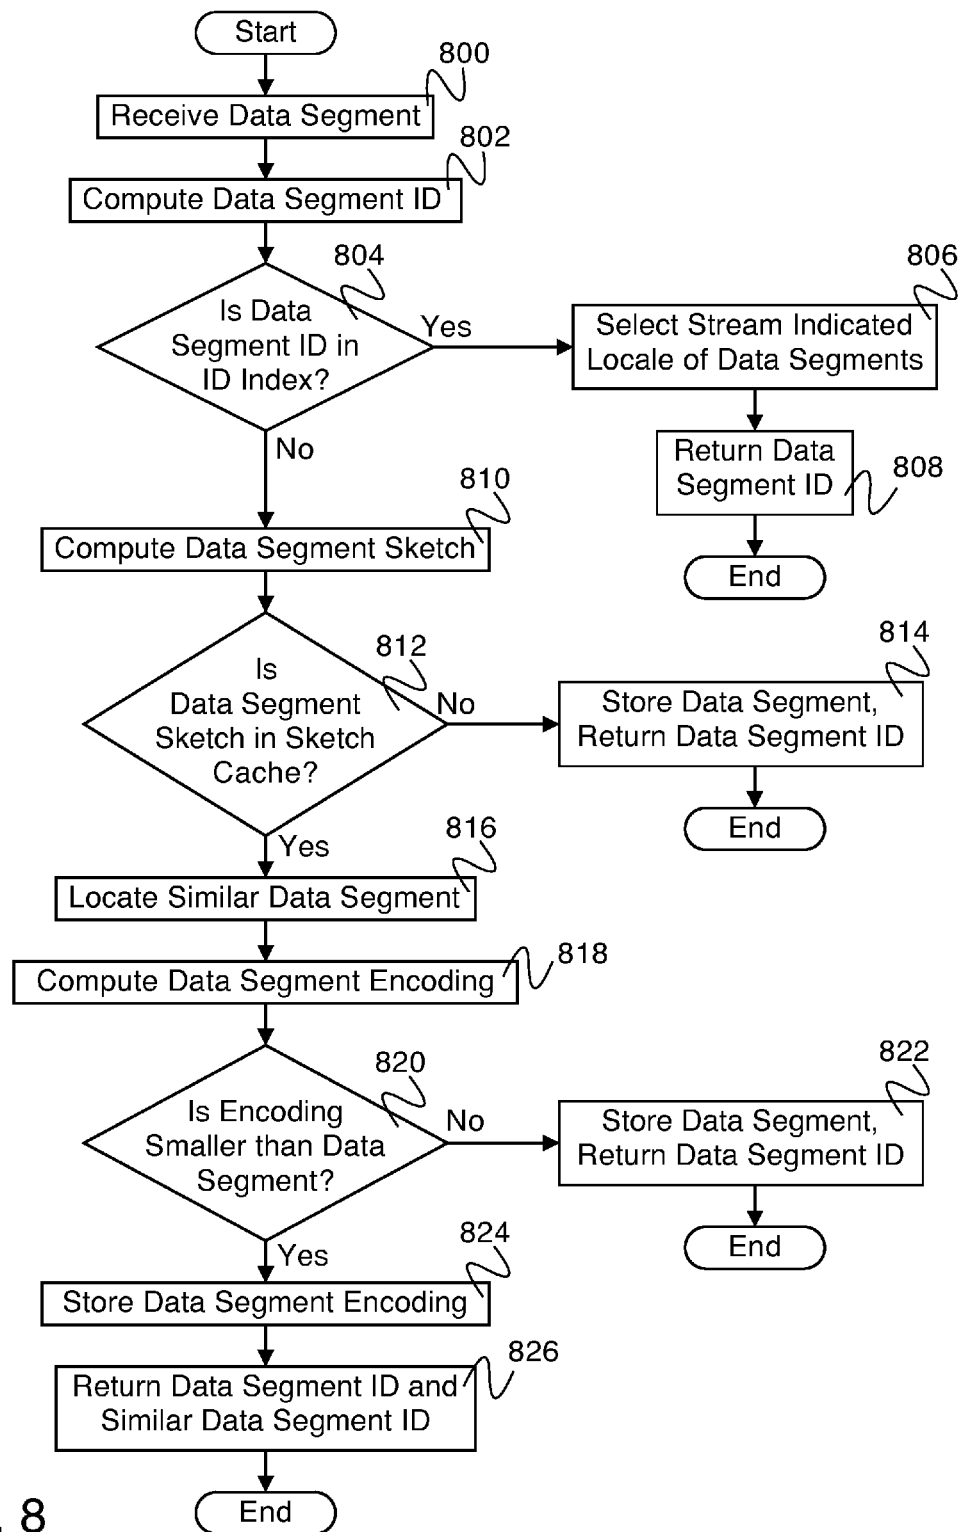 Start
800
Receive Data Segment
802
Compute Data Segment ID
804
Is Data
Segment ID in
ID Index?
Yes
806
Select Stream Indicated
Locale of Data Segments
Return Data
Segment ID
808
End
No
810
Compute Data Segment Sketch
812
Is
Data Segment
Sketch in Sketch
Cache?
No
814
Store Data Segment,
Return Data Segment ID
End
Yes
816
Locate Similar Data Segment
818
Compute Data Segment Encoding
820
Is Encoding
Smaller than Data
Segment?
No
822
Store Data Segment,
Return Data Segment ID
End
Yes
824
Store Data Segment Encoding
826
Return Data Segment ID and
Similar Data Segment ID
End
. 8